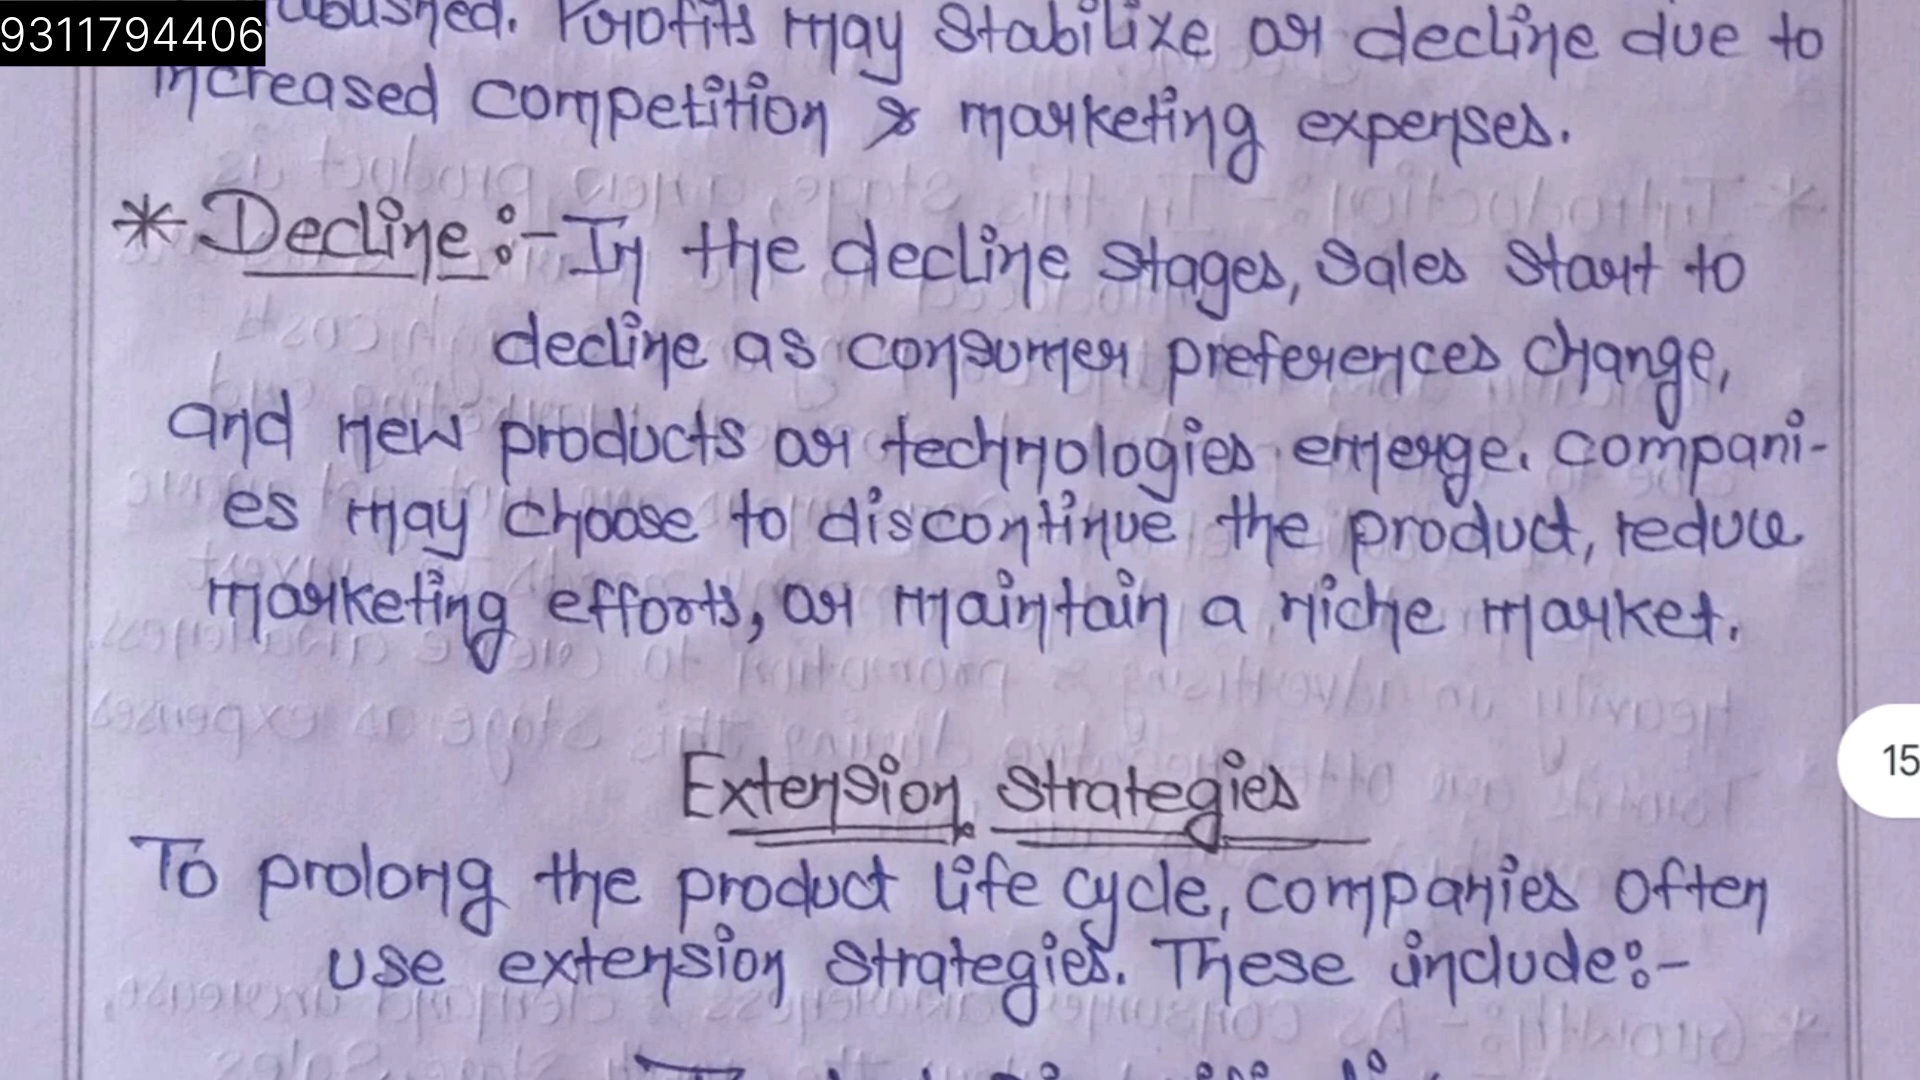 9311794406
Profits may stabilize or decline due to
increased competition & marketing expenses.
* Decline :- In the decline stages, sales start to
decline as consumer preferences change,
and new products or technologies emerge. Compani-
es may choose to discontinue the product, reduce
marketing efforts, or maintain a niche market.
15
Extension Strategies
To prolong the product life cycle, companies often
use extension strategies. These include:-